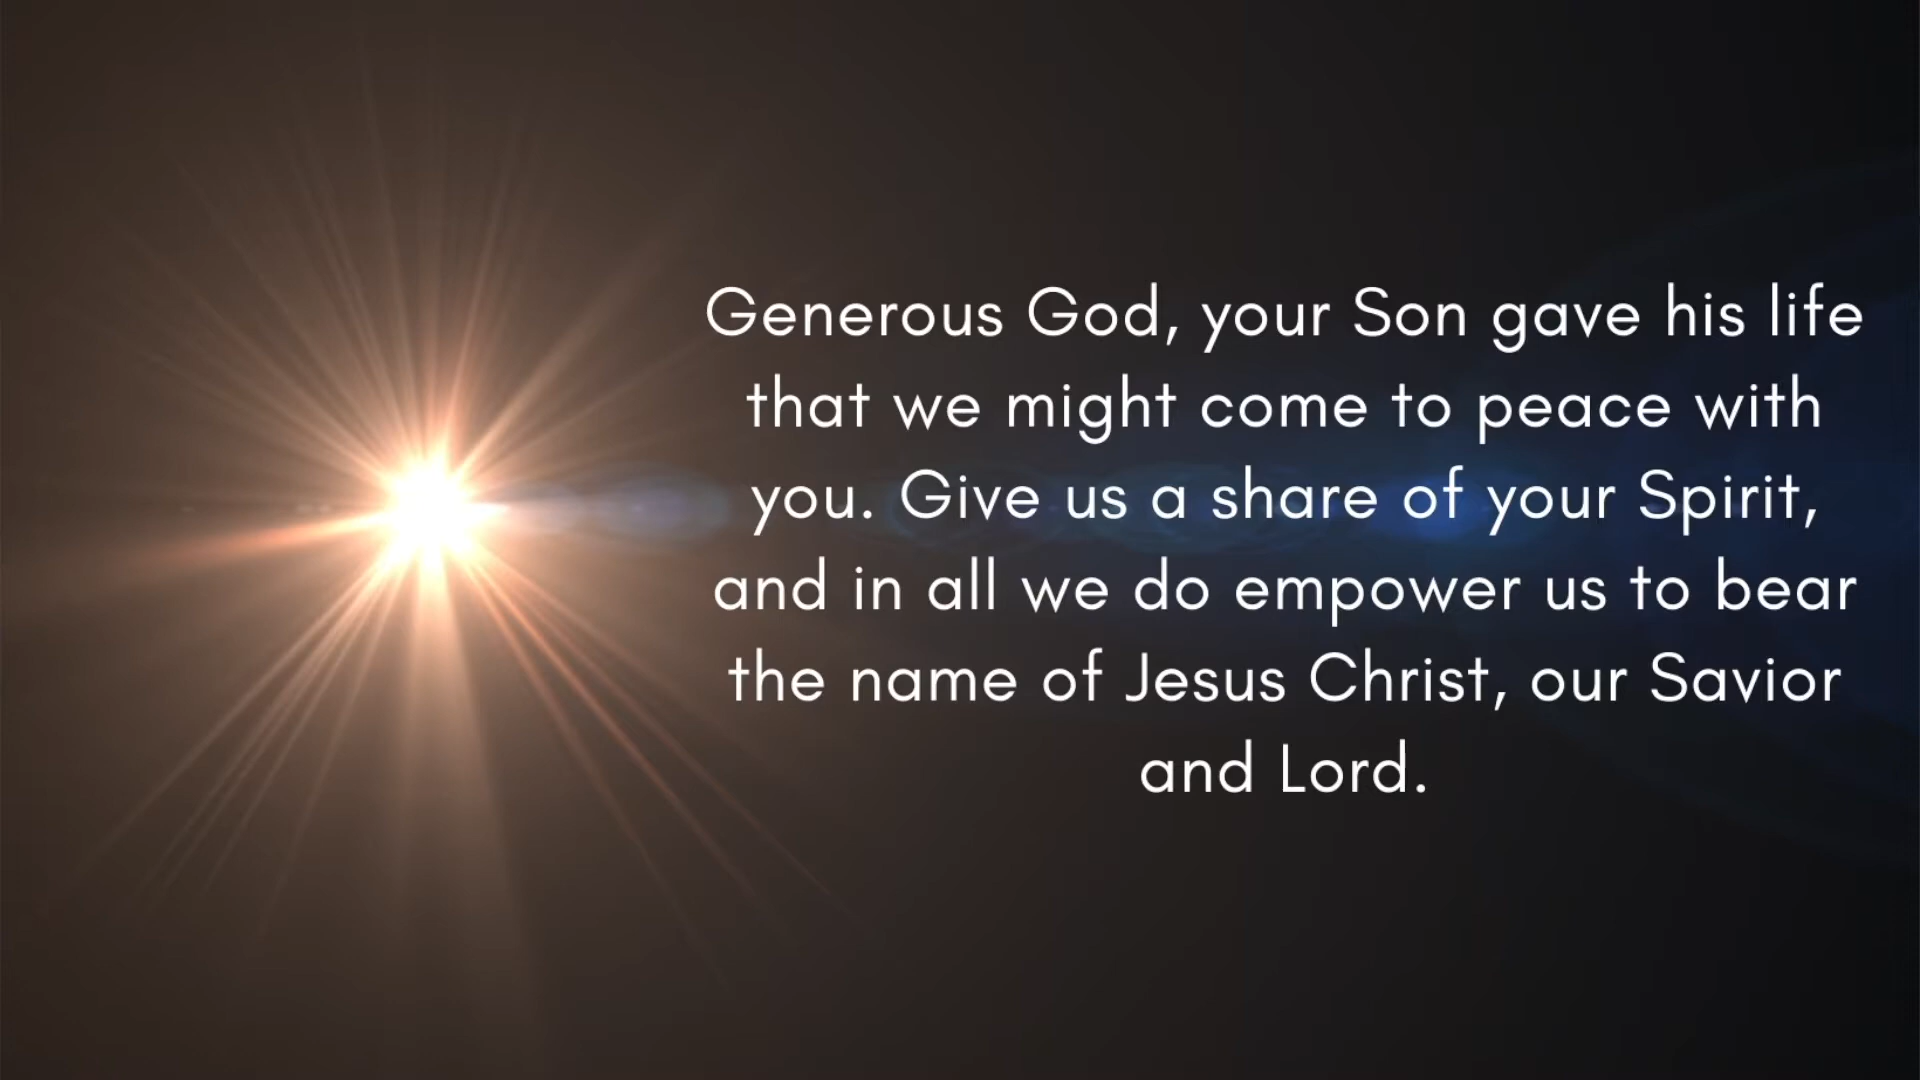 Generous God, your Son gave his life
that we might come to peace with
you. Give us a share of your Spirit,
and in all we do empower us to bear
the name of Jesus Christ, our Savior
and Lord.